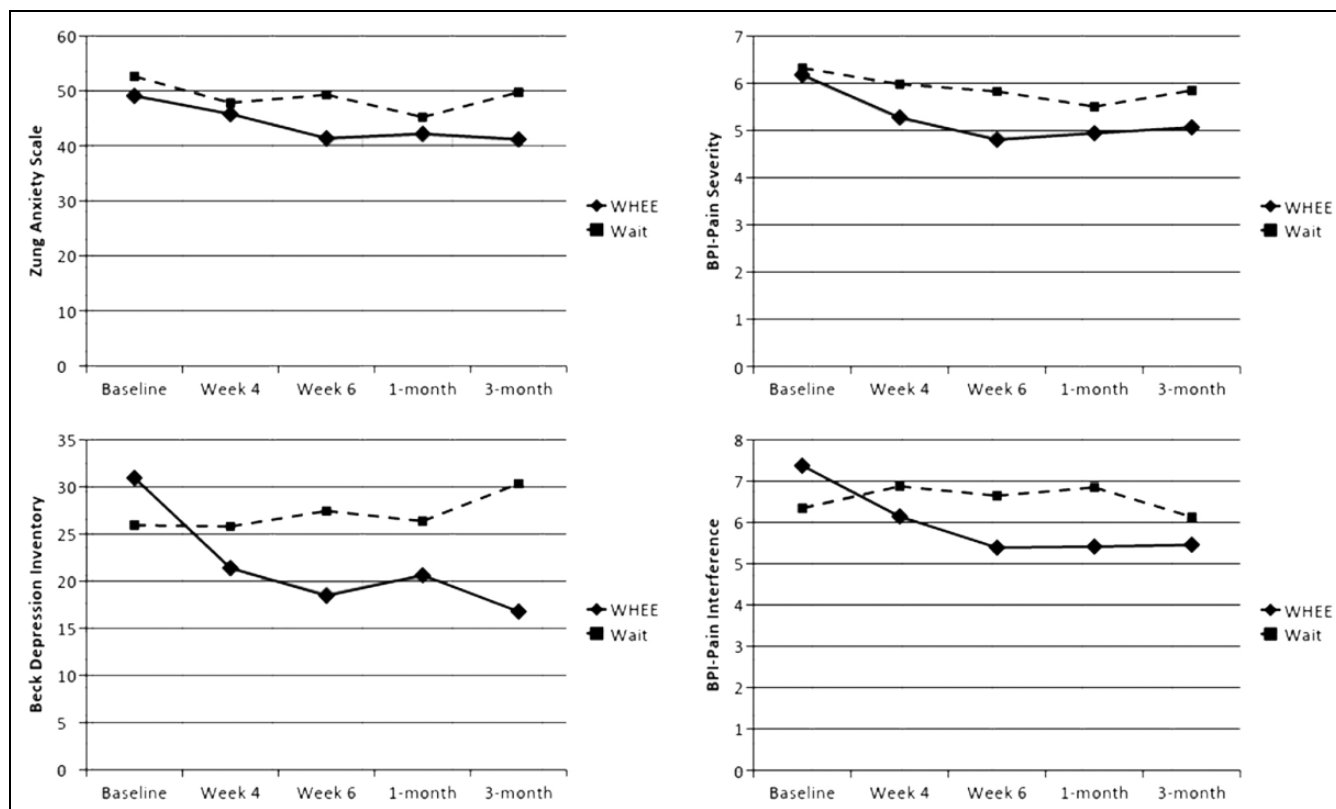 Zung Anxiety Scale
60
50
40
30
20
10
0
Baseline Week 4 Week 6 1-month 3-month
WHEE
Wait
BPI-Pain Severity
7
6
5
4
3
2
1
0
Baseline Week 4 Week 6 1-month 3-month
WHEE
Wait
Beck Depression Inventory
35
30
25
20
15
10
5
0
Baseline Week 4 Week 6 1-month 3-month
WHEE
Wait
BPI-Pain Interference
8
7
6
5
4
3
2
1
0
Baseline Week 4 Week 6 1-month 3-month
WHEE
Wait